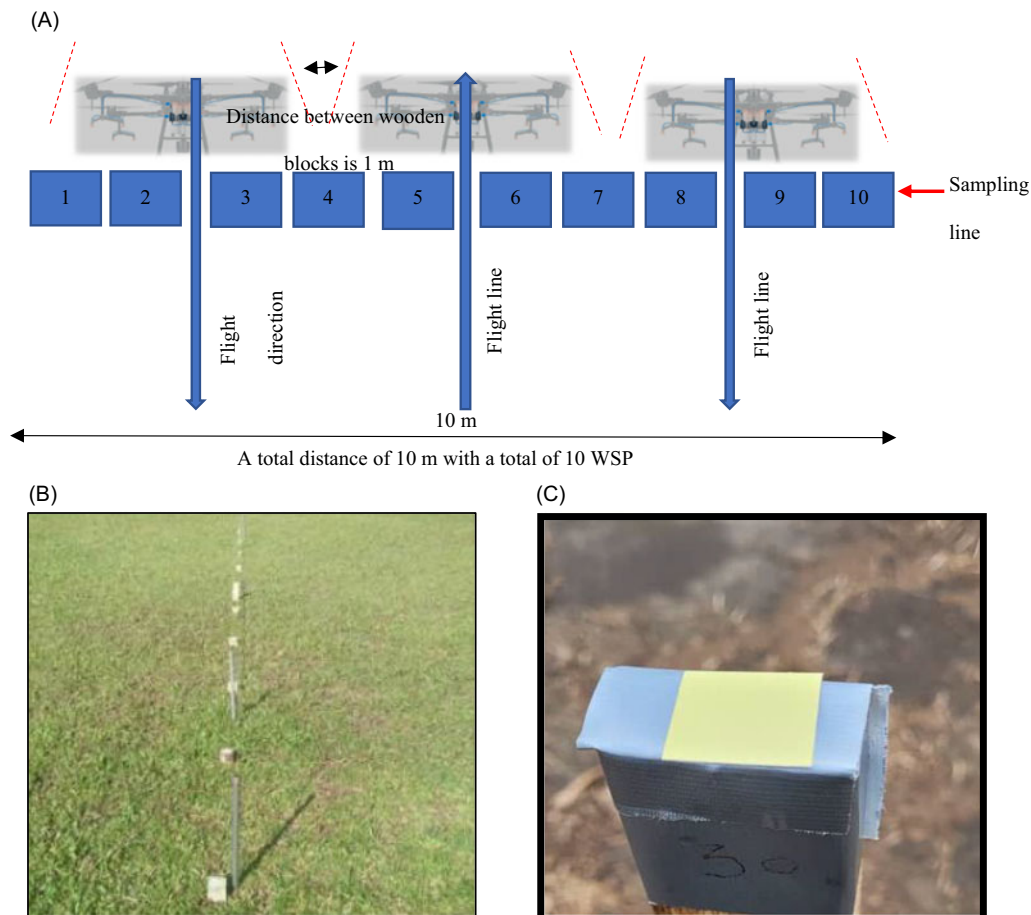 (A)
Distance between wooden
blocks is 1 m
1 2 3 4 5 6 7 8 9 10
Sampling
line
Flight
direction
Flight line
Flight line
10 m
A total distance of 10 m with a total of 10 WSP
(B)
(C)
30